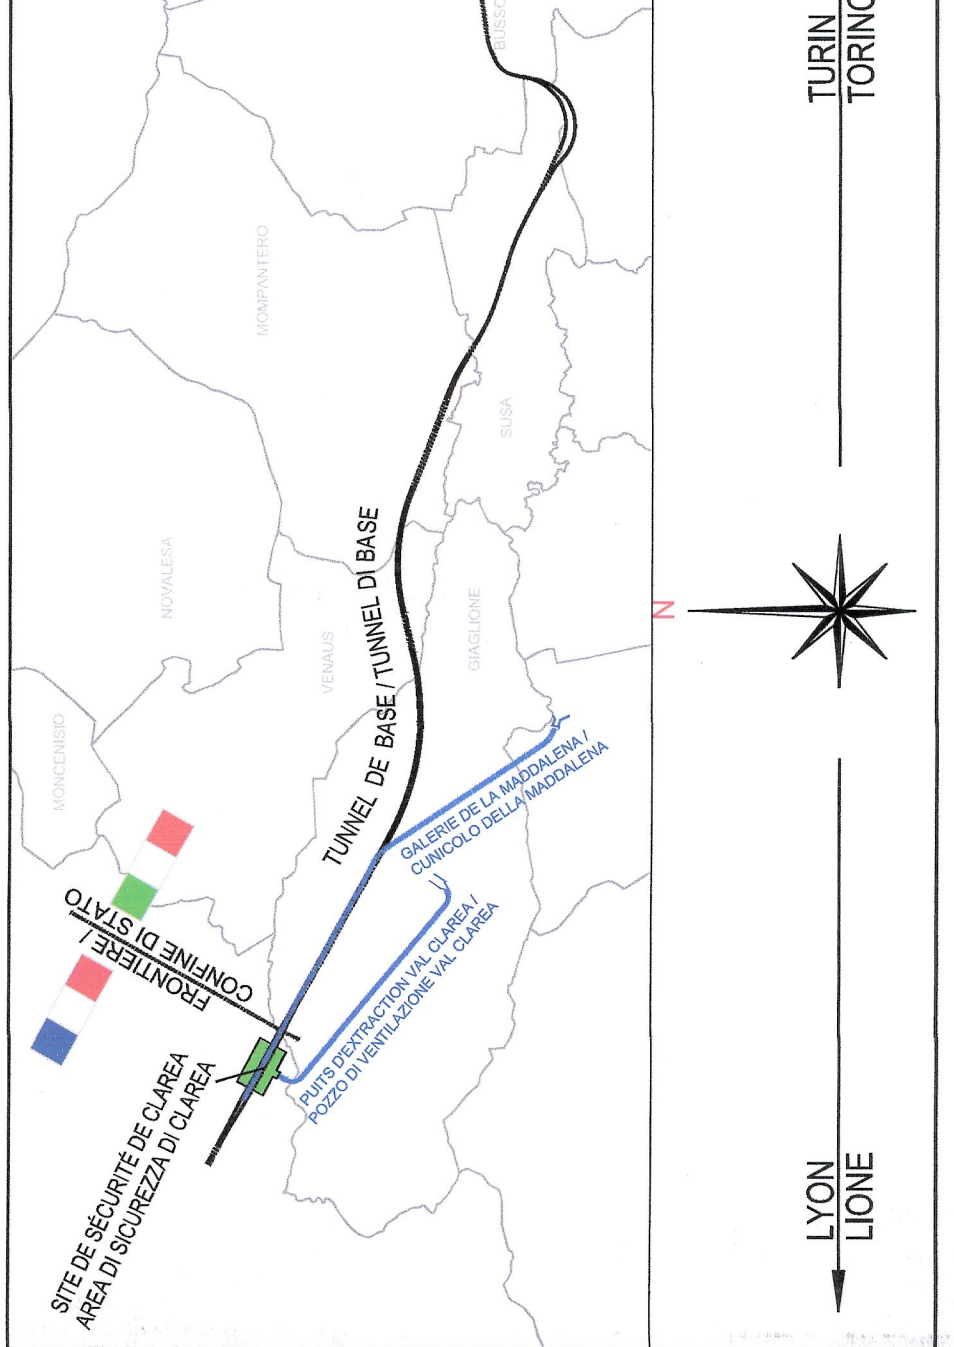 BUSSO
TURIN
TORINO
MOMPANTERO
SUSA
NOVALESA
VENAUS
GIAGLIONE
MONCENISIO
TUNNEL DE BASE / TUNNEL DI BASE
N
GALERIE DE LA MADDALENA /
CUNICOLO DELLA MADDALENA
FRONTIERE /
CONFINE DI STATO
PUITS D'EXTRACTION VAL CLAREA /
POZZO DI VENTILAZIONE VAL CLAREA
SITE DE SÉCURITÉ DE CLAREA
AREA DI SICUREZZA DI CLAREA
LYON
LIONE